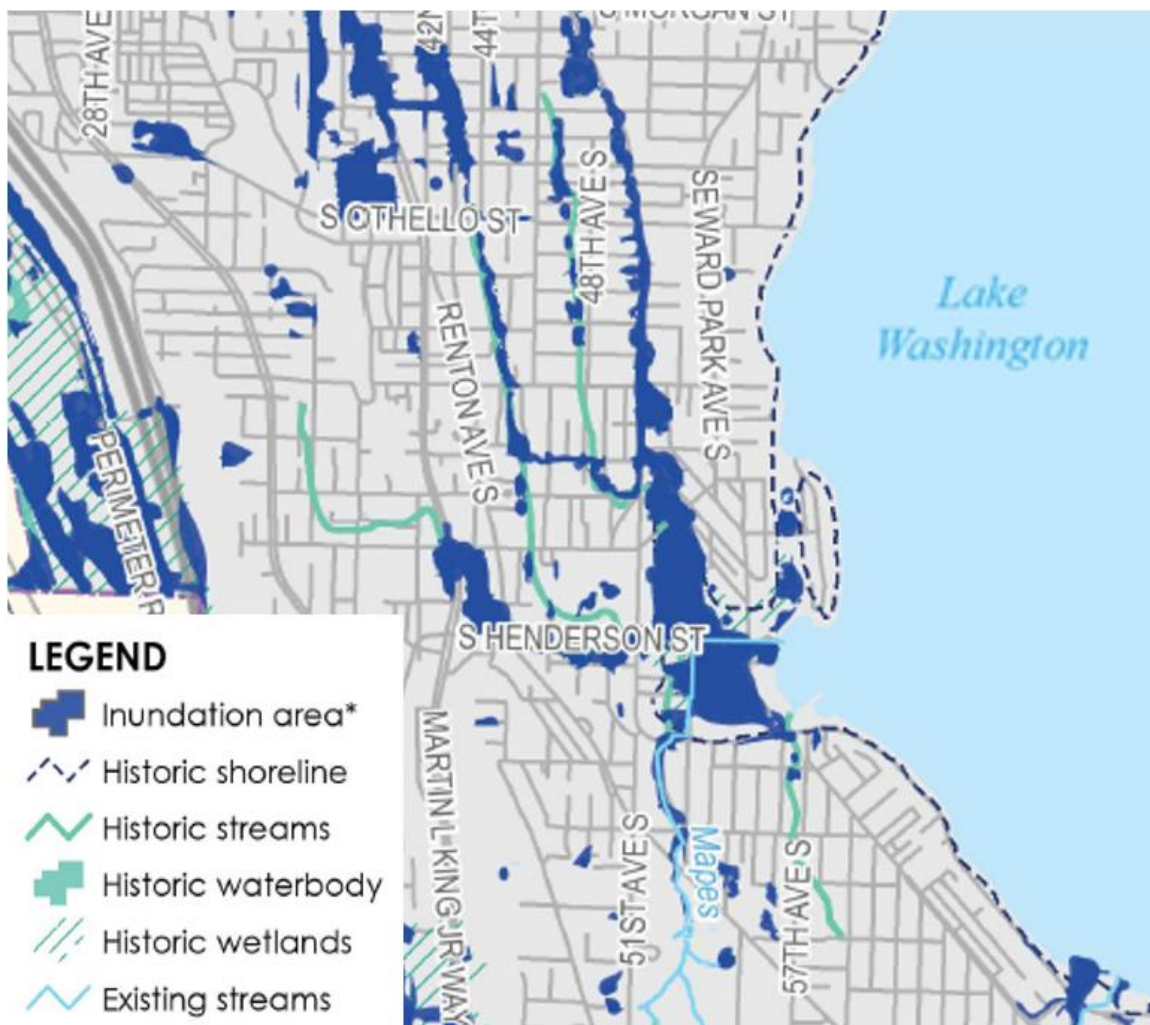 S MORGAN ST
28TH AVE
42N
44T
S OTHELLO ST
48TH AVE S
SEWARD PARK AVE S
Lake
Washington
RENTON AVE S
PERIMETER R
S HENDERSON ST
MARTIN L KING JR WAY
51ST AVE S
Mapes
57TH AVE S
LEGEND
Inundation area*
Historic shoreline
Historic streams
Historic waterbody
Historic wetlands
Existing streams